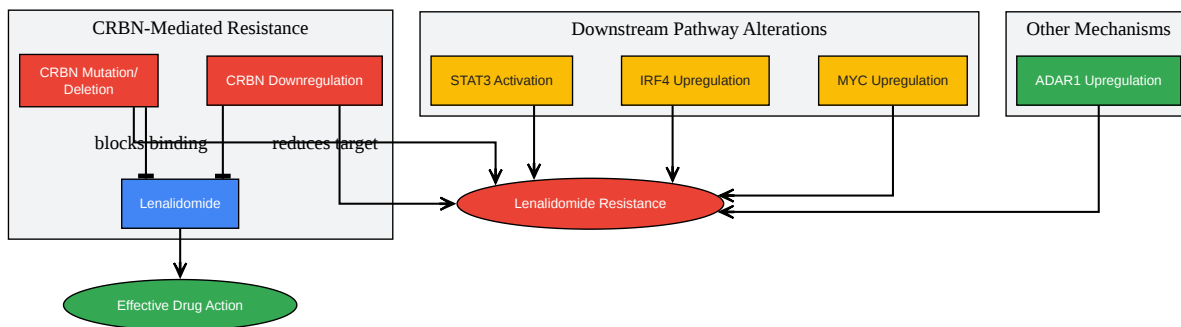 CRBN-Mediated Resistance
Downstream Pathway Alterations
Other Mechanisms
CRBN Mutation/
Deletion
CRBN Downregulation
STAT3 Activation
IRF4 Upregulation
MYC Upregulation
ADAR1 Upregulation
blocks binding
reduces target
Lenalidomide
Lenalidomide Resistance
Effective Drug Action